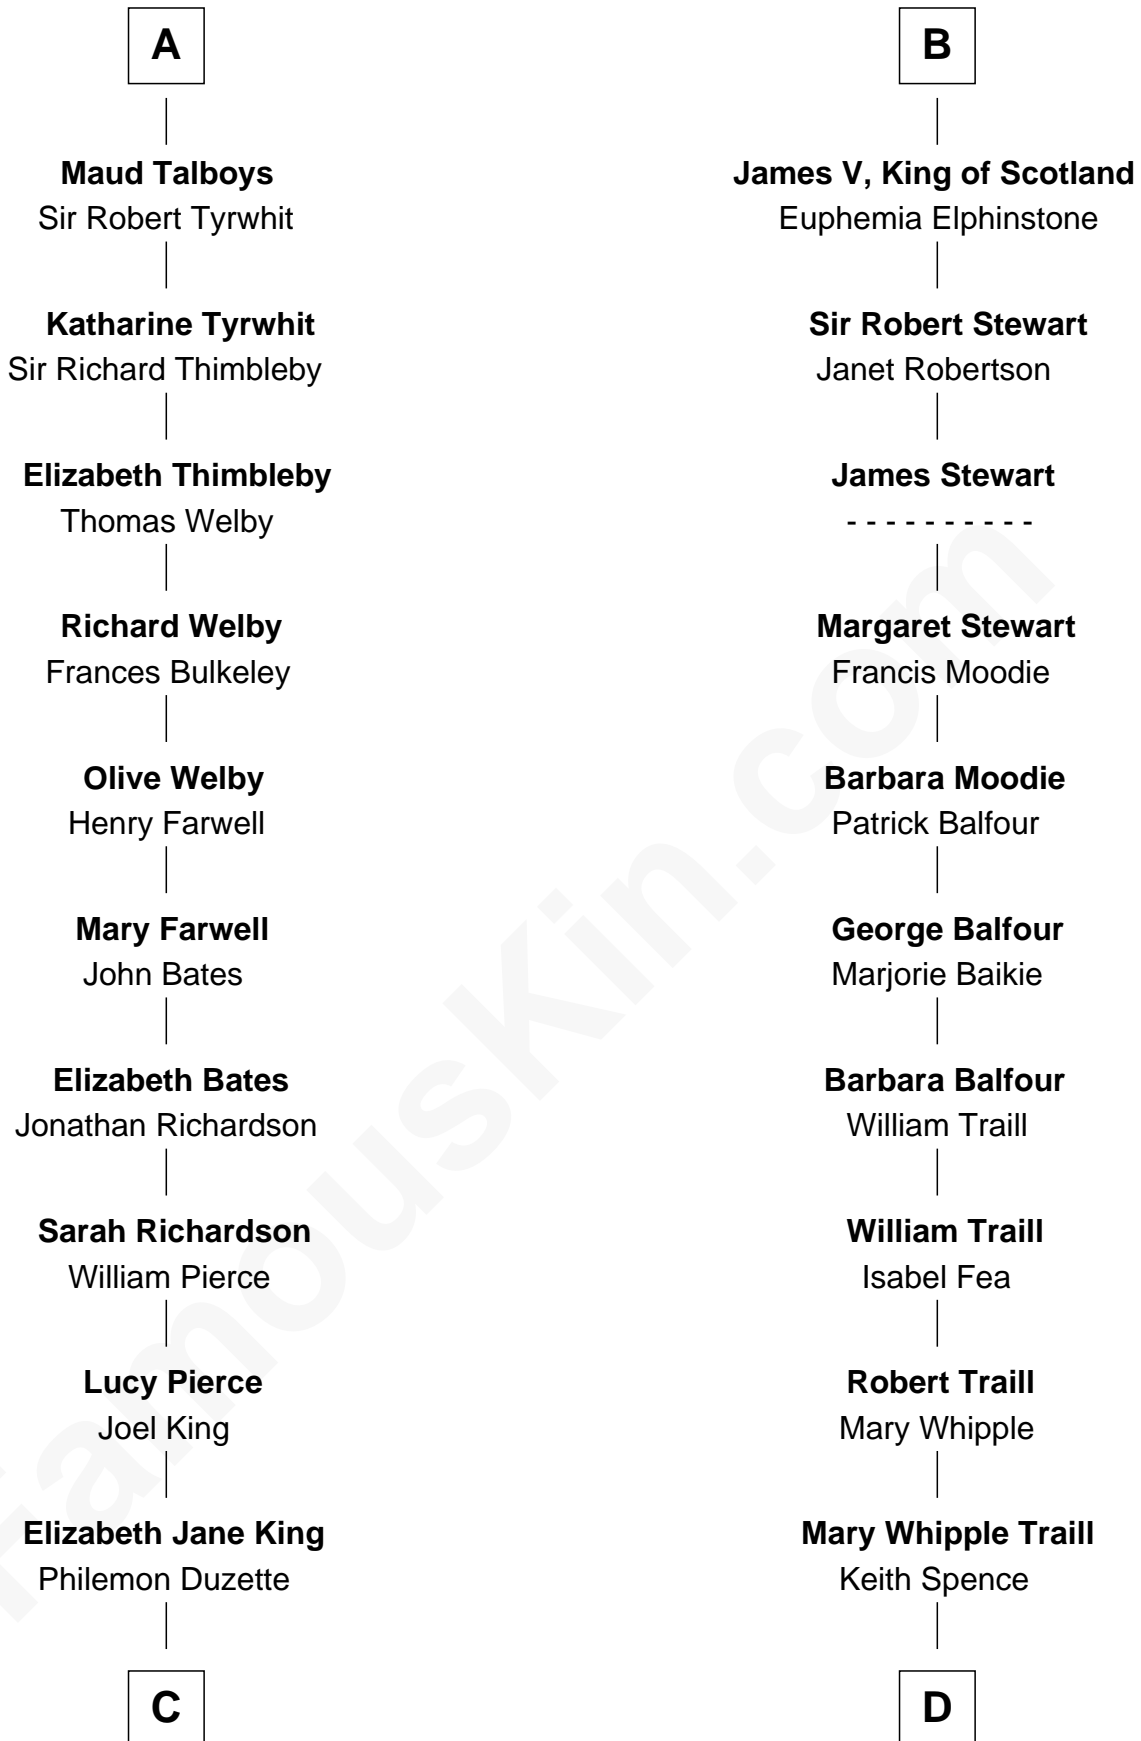 A
Maud Talboys
Sir Robert Tyrwhit
Katharine Tyrwhit
Sir Richard Thimbleby
Elizabeth Thimbleby
Thomas Welby
Richard Welby
Frances Bulkeley
Olive Welby
Henry Farwell
Mary Farwell
John Bates
Elizabeth Bates
Jonathan Richardson
Sarah Richardson
William Pierce
Lucy Pierce
Joel King
Elizabeth Jane King
Philemon Duzette
C
B
James V, King of Scotland
Euphemia Elphinstone
Sir Robert Stewart
Janet Robertson
James Stewart
- - - - - - - - - -
Margaret Stewart
Francis Moodie
Barbara Moodie
Patrick Balfour
George Balfour
Marjorie Baikie
Barbara Balfour
William Traill
William Traill
Isabel Fea
Robert Traill
Mary Whipple
Mary Whipple Traill
Keith Spence
D
FamousKin.com